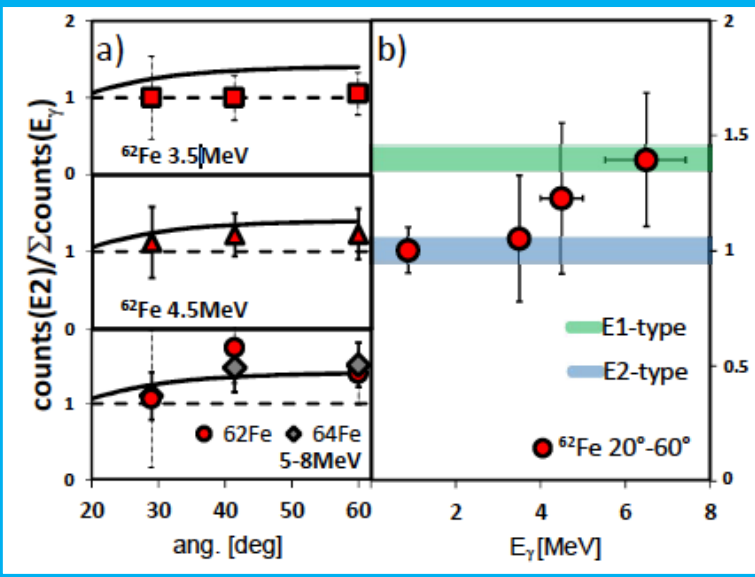 counts(E2)/Σcounts(Eγ)
a)
2
1
⁶²Fe 3.5MeV
0
1
⁶²Fe 4.5MeV
0
1
62Fe 64Fe
5-8MeV
0
20 30 40 50 60
ang. [deg]
b)
2
1.5
1
E1-type
E2-type
0.5
⁶²Fe 20°-60°
0
2 4 6 8
Eγ[MeV]